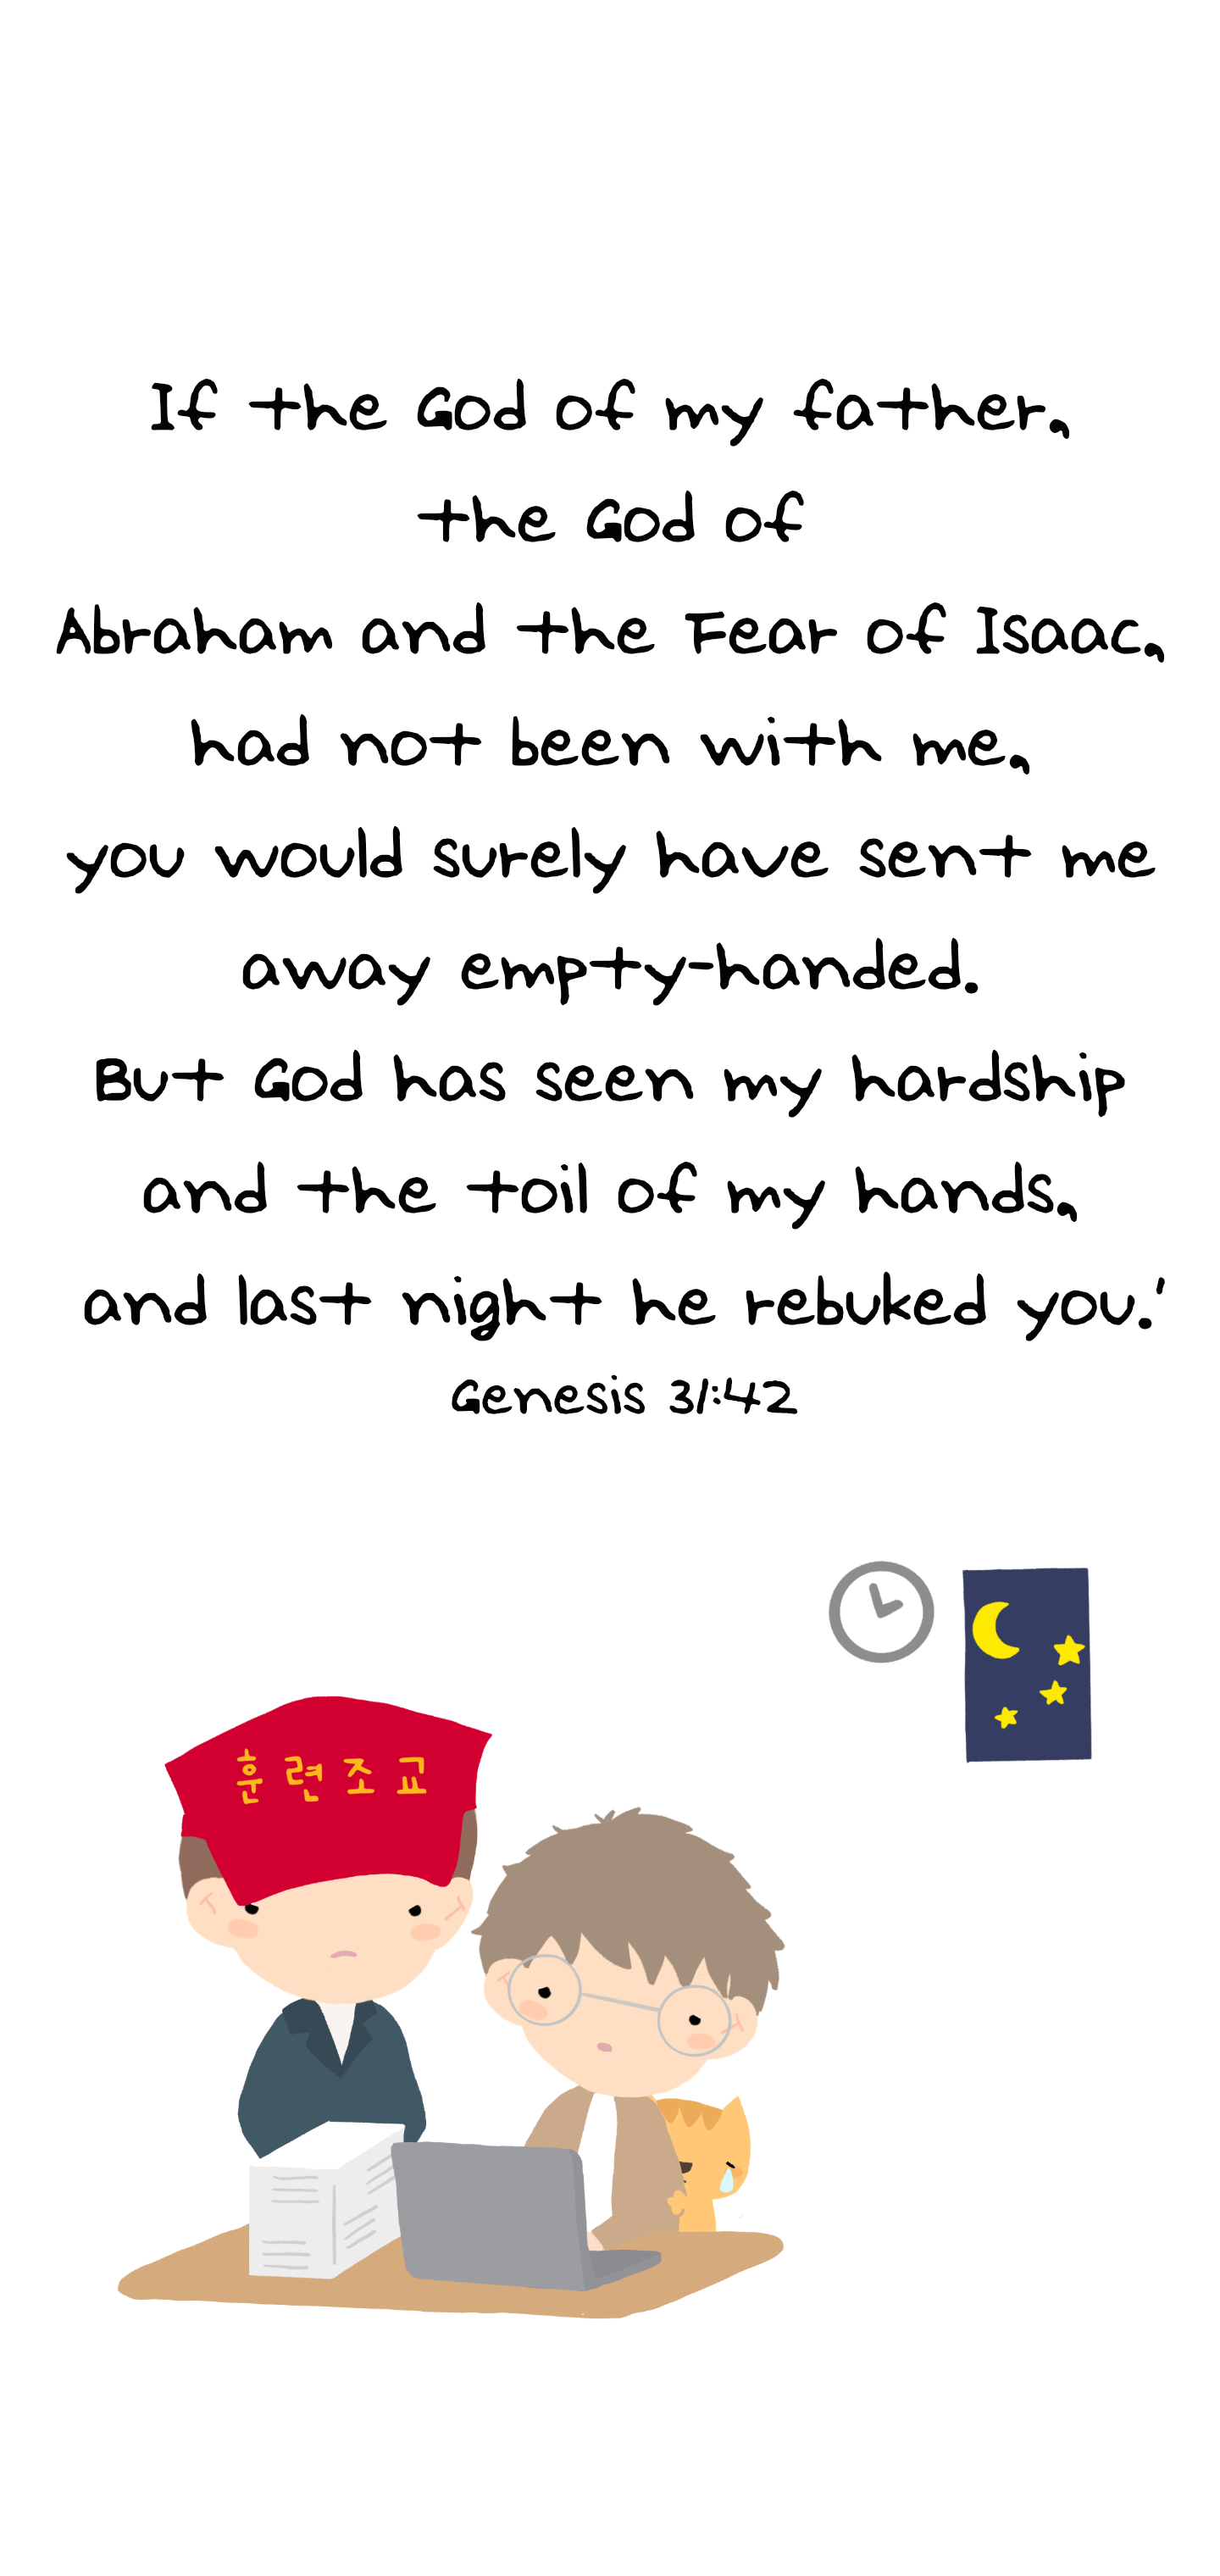 If the God of my father,
the God of
Abraham and the Fear of Isaac,
had not been with me,
you would surely have sent me
away empty-handed.
But God has seen my hardship
and the toil of my hands,
and last night he rebuked you.'
Genesis 31:42
훈련조교